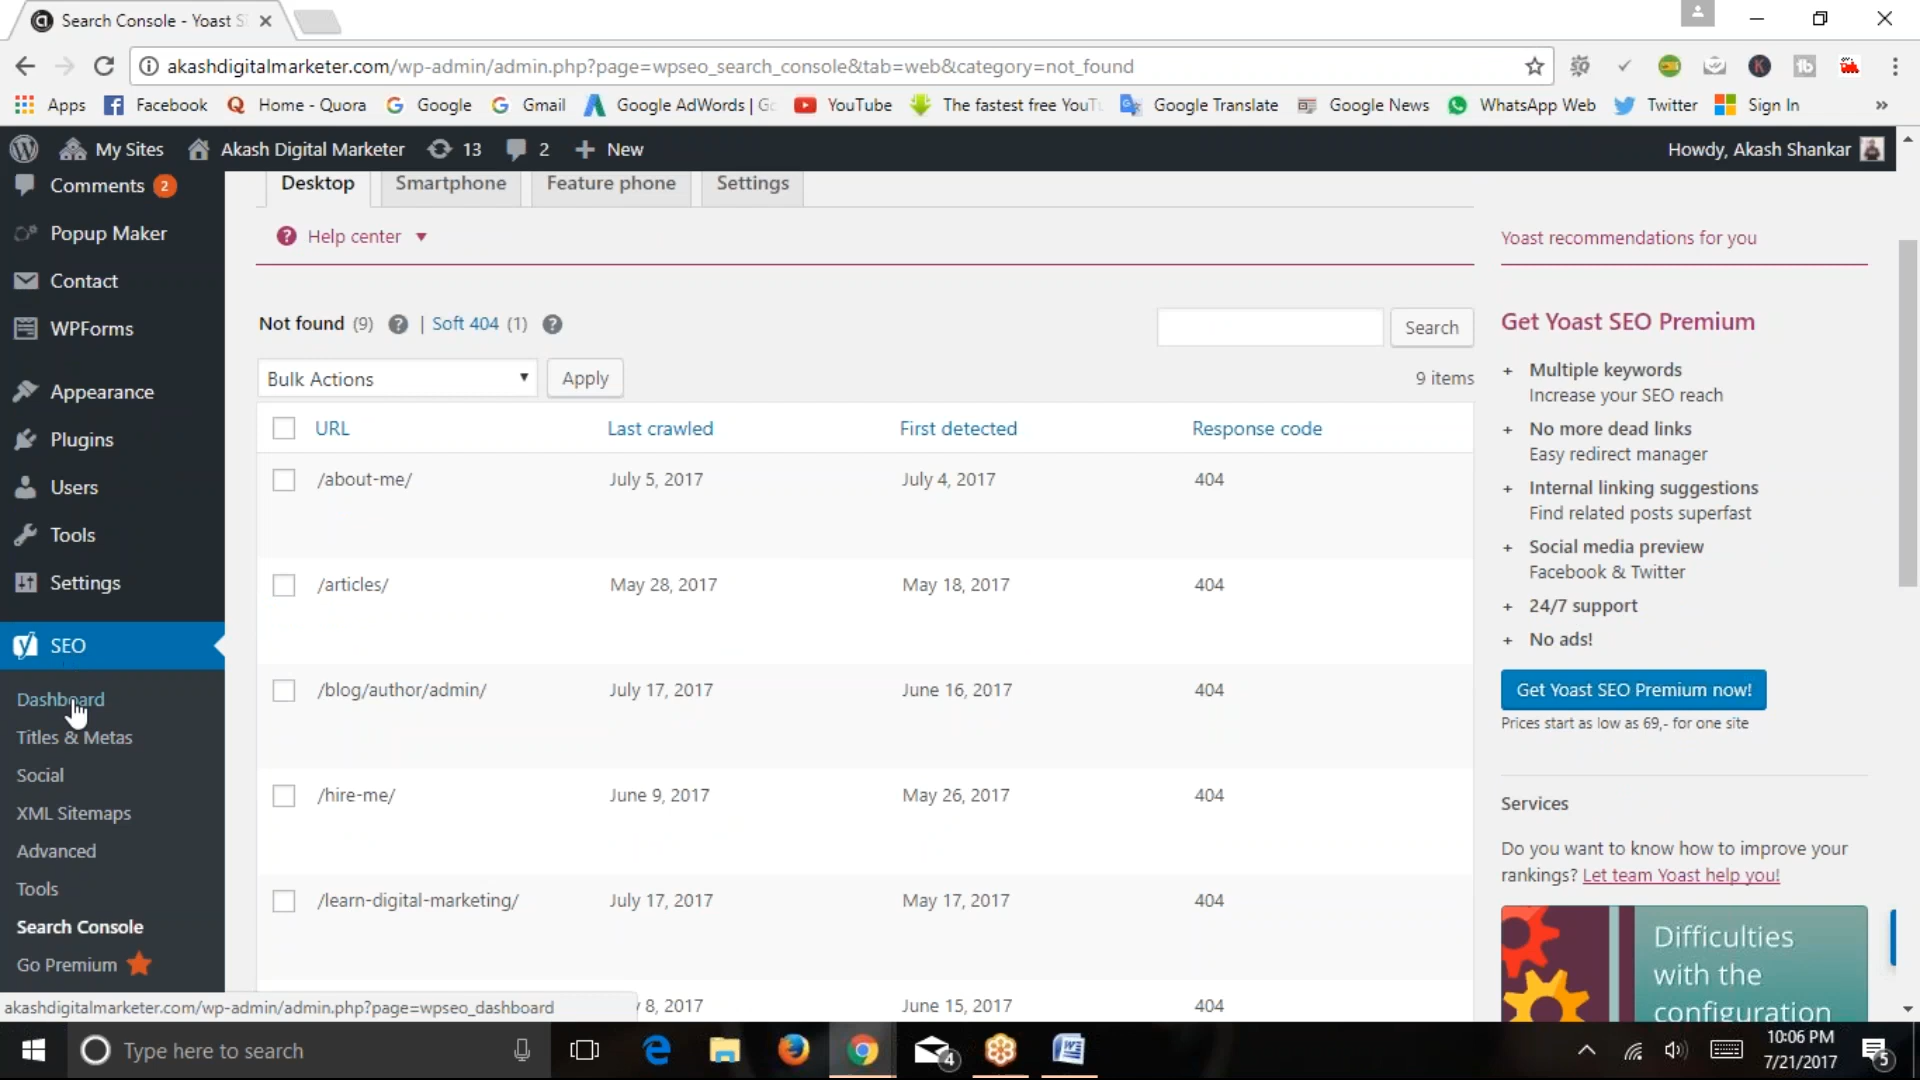 Search Console - Yoast S
akashdigitalmarketer.com/wp-admin/admin.php?page=wpseo_search_console&tab=web&category=not_found
Apps Facebook Home - Quora Google Gmail Google AdWords | Go YouTube The fastest free YouTu Google Translate Google News WhatsApp Web Twitter Sign In »
My Sites Akash Digital Marketer 13 2 + New Howdy, Akash Shankar
Comments 2
Popup Maker
Contact
WPForms
Appearance
Plugins
Users
Tools
Settings
SEO
Dashboard
Titles & Metas
Social
XML Sitemaps
Advanced
Tools
Search Console
Go Premium
akashdigitalmarketer.com/wp-admin/admin.php?page=wpseo_dashboard
Desktop Smartphone Feature phone Settings
? Help center
Not found (9) ? | Soft 404 (1) ?
Search
Bulk Actions Apply 9 items
URL Last crawled First detected Response code
/about-me/ July 5, 2017 July 4, 2017 404
/articles/ May 28, 2017 May 18, 2017 404
/blog/author/admin/ July 17, 2017 June 16, 2017 404
/hire-me/ June 9, 2017 May 26, 2017 404
/learn-digital-marketing/ July 17, 2017 May 17, 2017 404
8, 2017 June 15, 2017 404
Yoast recommendations for you
Get Yoast SEO Premium
+ Multiple keywords
Increase your SEO reach
+ No more dead links
Easy redirect manager
+ Internal linking suggestions
Find related posts superfast
+ Social media preview
Facebook & Twitter
+ 24/7 support
+ No ads!
Get Yoast SEO Premium now!
Prices start as low as 69,- for one site
Services
Do you want to know how to improve your
rankings? Let team Yoast help you!
Difficulties
with the
configuration
Type here to search
4
10:06 PM
7/21/2017
5